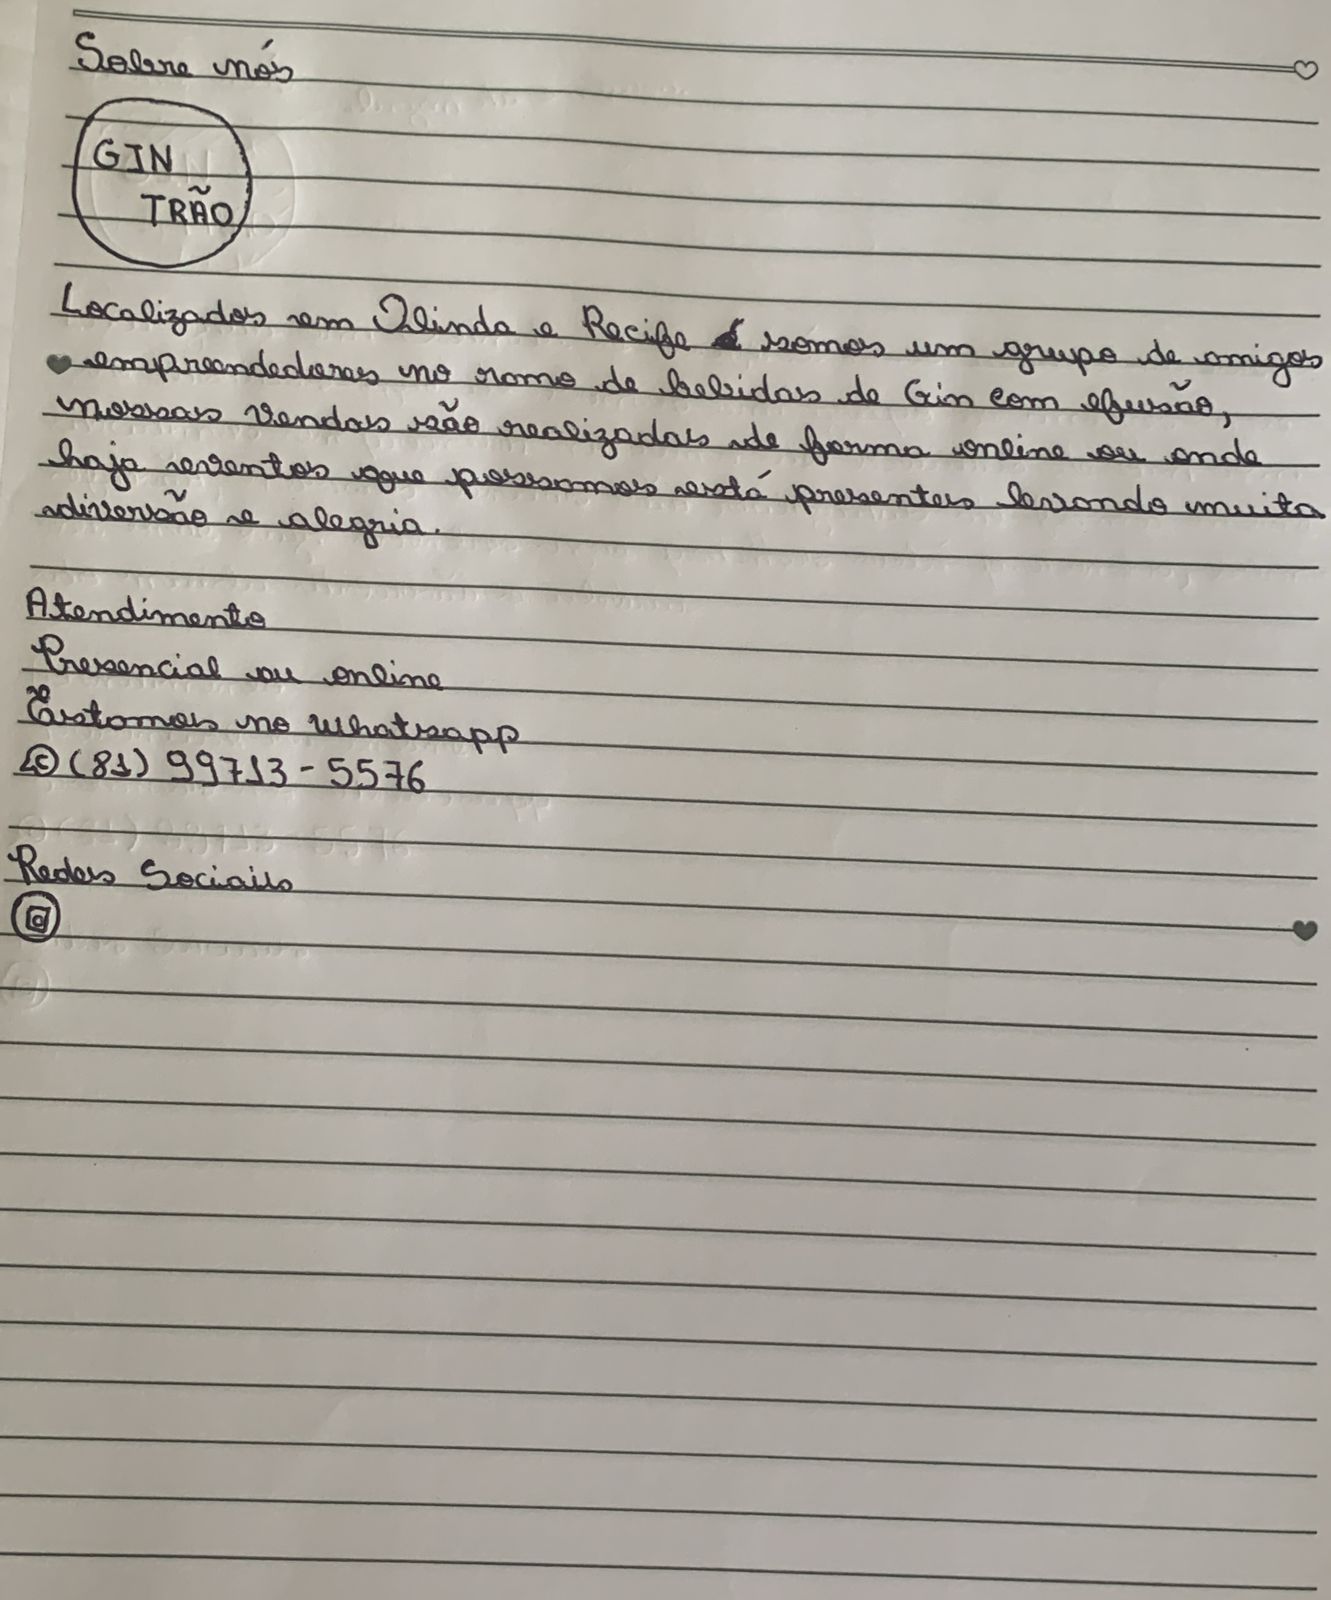 Sobre nós
GIN
TRÃO
Localizados em Olinda e Recife somos um grupo de amigos
empreendedores no ramo de bebidas de Gin com efusão,
nossas vendas são realizadas de forma online ou onde
haja eventos que possamos está presentes levando muita
diversão e alegria.
Atendimento
Presencial ou online
Estamos no Whatsapp
(81) 99713-5576
Redes Sociais